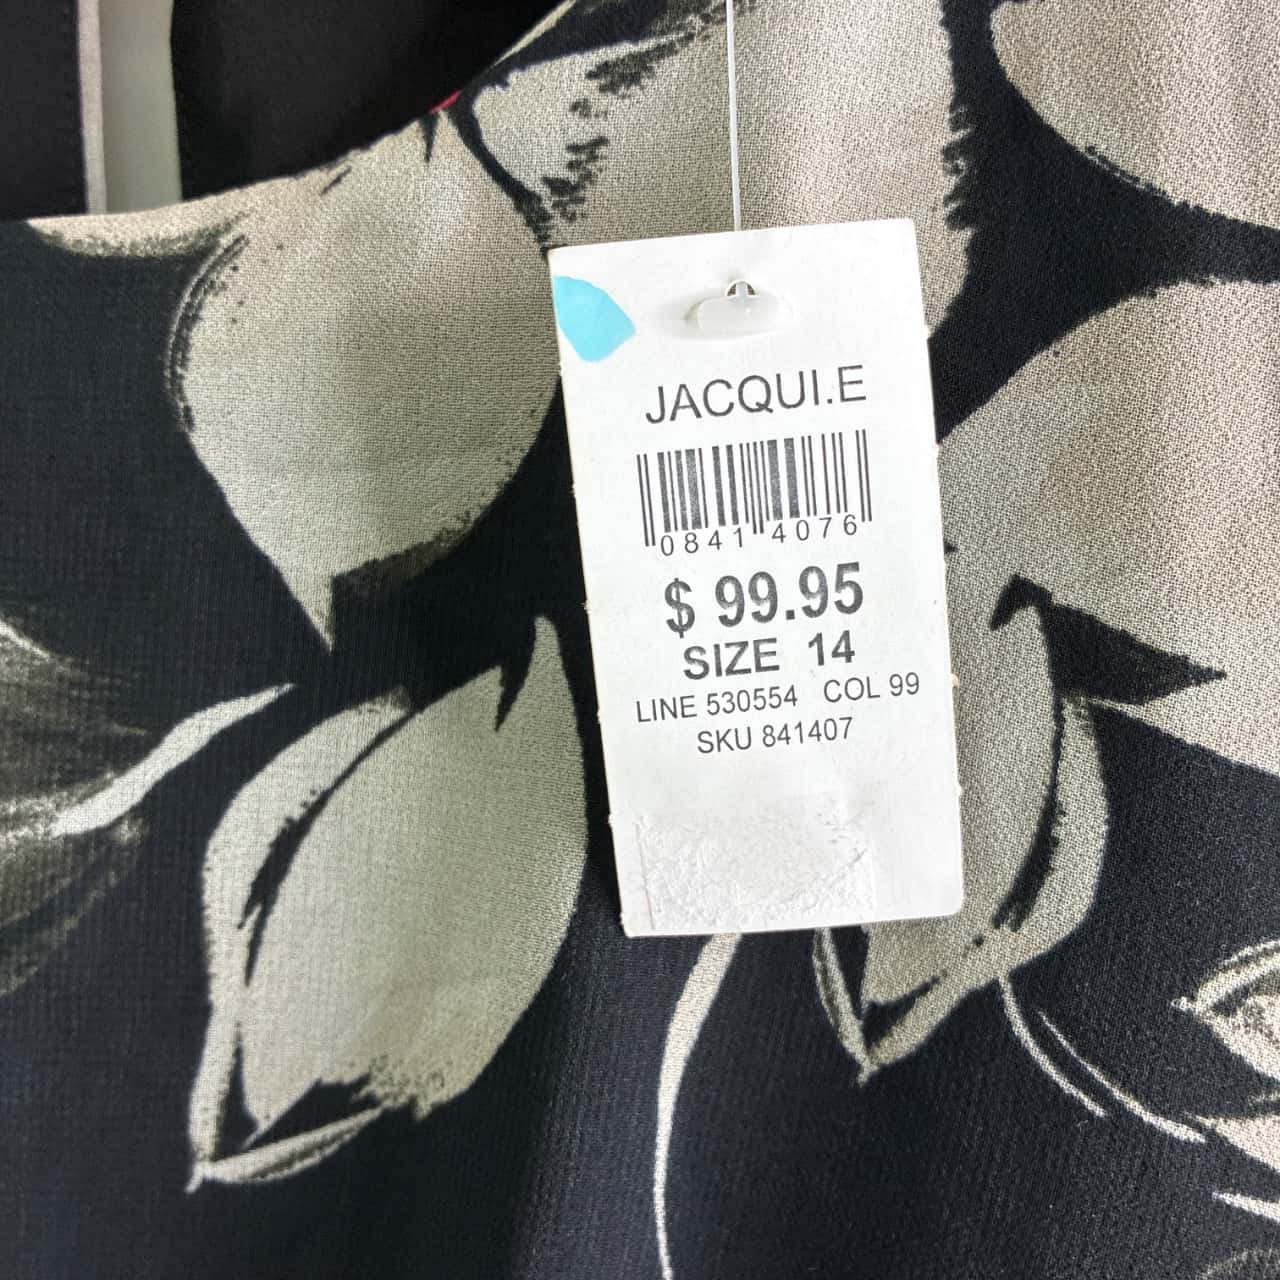 JACQUI.E
0841 4076
$ 99.95
SIZE 14
LINE 530554 COL 99
SKU 841407